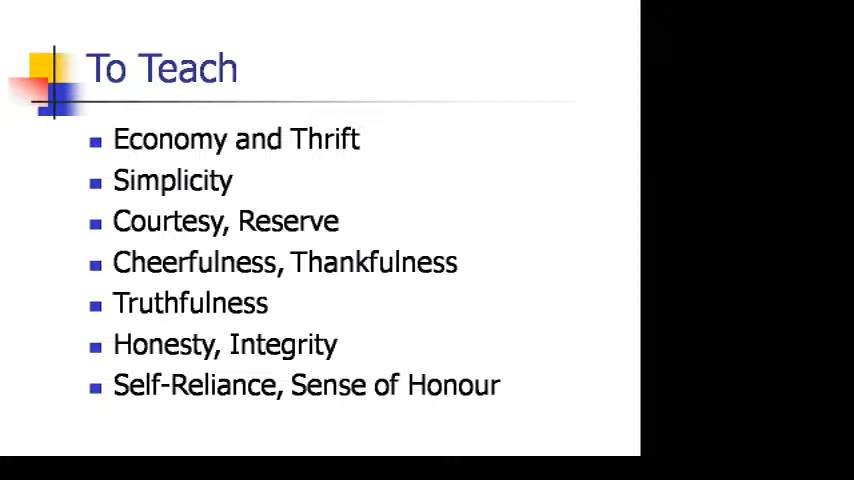 To Teach
Economy and Thrift
Simplicity
Courtesy, Reserve
Cheerfulness, Thankfulness
Truthfulness
Honesty, Integrity
Self-Reliance, Sense of Honour